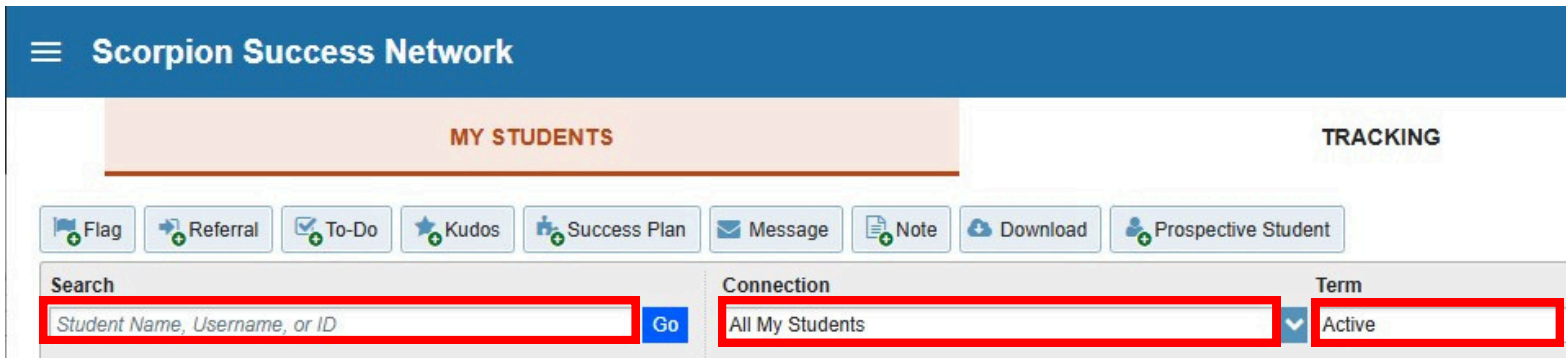 Scorpion Success Network
MY STUDENTS TRACKING
Flag Referral To-Do Kudos Success Plan Message Note Download Prospective Student
Search Connection Term
Student Name, Username, or ID Go All My Students Active